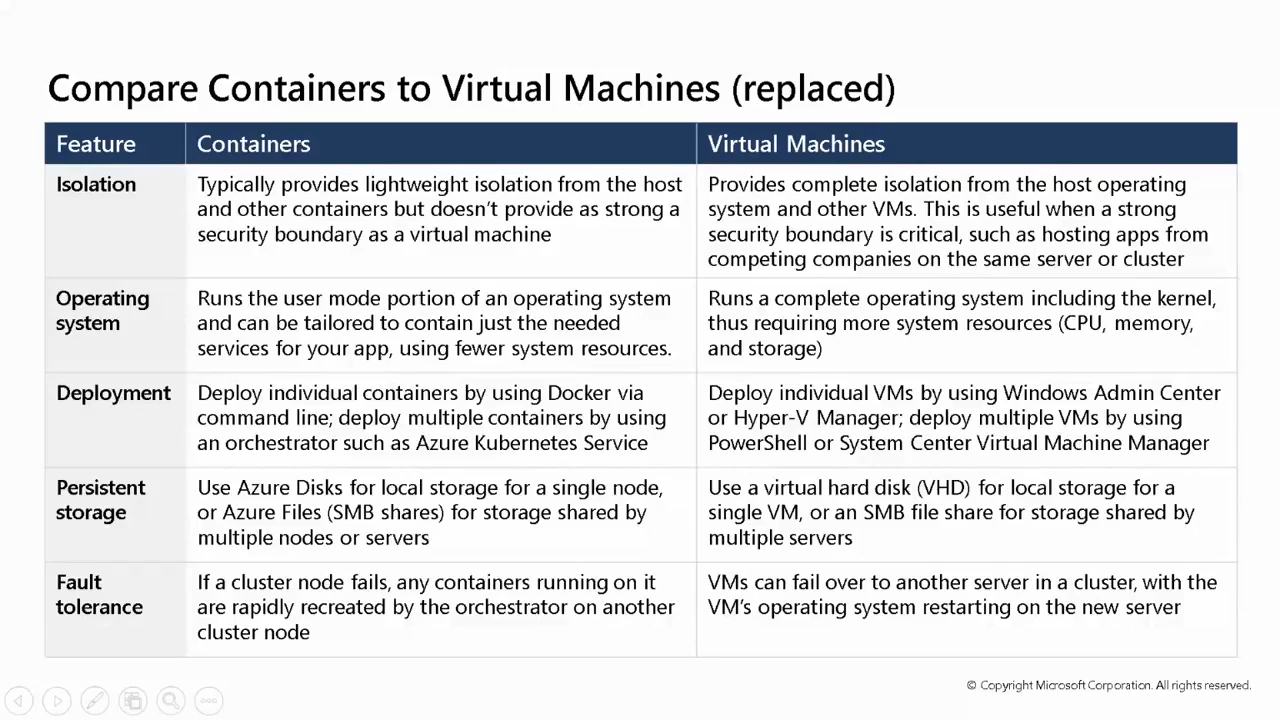 Compare Containers to Virtual Machines (replaced)
Feature
Containers
Virtual Machines
Isolation
Typically provides lightweight isolation from the host
and other containers but doesn't provide as strong a
security boundary as a virtual machine
Provides complete isolation from the host operating
system and other VMs. This is useful when a strong
security boundary is critical, such as hosting apps from
competing companies on the same server or cluster
Operating
system
Runs the user mode portion of an operating system
and can be tailored to contain just the needed
services for your app, using fewer system resources.
Runs a complete operating system including the kernel,
thus requiring more system resources (CPU, memory,
and storage)
Deployment
Deploy individual containers by using Docker via
command line; deploy multiple containers by using
an orchestrator such as Azure Kubernetes Service
Deploy individual VMs by using Windows Admin Center
or Hyper-V Manager; deploy multiple VMs by using
PowerShell or System Center Virtual Machine Manager
Persistent
storage
Use Azure Disks for local storage for a single node,
or Azure Files (SMB shares) for storage shared by
multiple nodes or servers
Use a virtual hard disk (VHD) for local storage for a
single VM, or an SMB file share for storage shared by
multiple servers
Fault
tolerance
If a cluster node fails, any containers running on it
are rapidly recreated by the orchestrator on another
cluster node
VMs can fail over to another server in a cluster, with the
VM's operating system restarting on the new server
© Copyright Microsoft Corporation. All rights reserved.